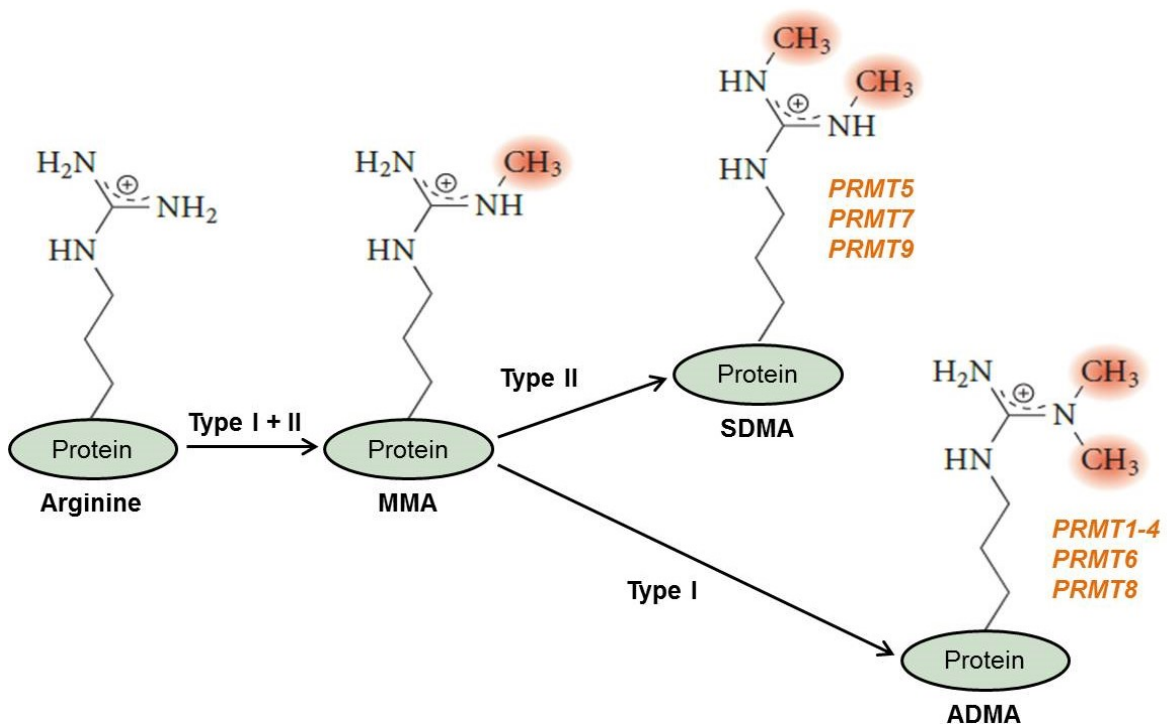 H₂N
NH₂
HN
Protein
Arginine
Type I + II
H₂N
CH₃
NH
HN
Protein
MMA
Type II
CH₃
HN
CH₃
NH
HN
PRMT5
PRMT7
PRMT9
Protein
SDMA
Type I
H₂N
CH₃
N
CH₃
HN
PRMT1-4
PRMT6
PRMT8
Protein
ADMA